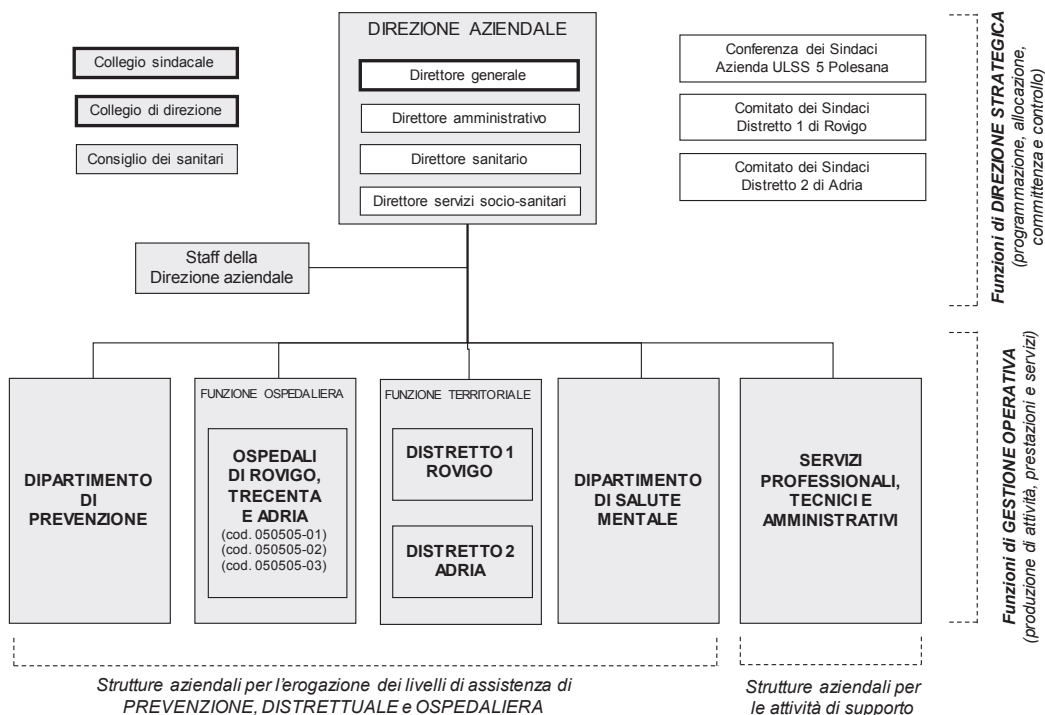 DIREZIONE AZIENDALE
Direttore generale
Direttore amministrativo
Direttore sanitario
Direttore servizi socio-sanitari
Collegio sindacale
Collegio di direzione
Consiglio dei sanitari
Conferenza dei Sindaci
Azienda ULSS 5 Polesana
Comitato dei Sindaci
Distretto 1 di Rovigo
Comitato dei Sindaci
Distretto 2 di Adria
Funzioni di DIREZIONE STRATEGICA
(programmazione, allocazione,
committenza e controllo)
Staff della
Direzione aziendale
DIPARTIMENTO
DI
PREVENZIONE
FUNZIONE OSPEDALIERA
OSPEDALI
DI ROVIGO,
TRECENTA
E ADRIA
(cod. 050505-01)
(cod. 050505-02)
(cod. 050505-03)
FUNZIONE TERRITORIALE
DISTRETTO 1
ROVIGO
DISTRETTO 2
ADRIA
DIPARTIMENTO
DI SALUTE
MENTALE
SERVIZI
PROFESSIONALI,
TECNICI E
AMMINISTRATIVI
Funzioni di GESTIONE OPERATIVA
(produzione di attività, prestazioni e servizi)
Strutture aziendali per l'erogazione dei livelli di assistenza di
PREVENZIONE, DISTRETTUALE e OSPEDALIERA
Strutture aziendali per
le attività di supporto